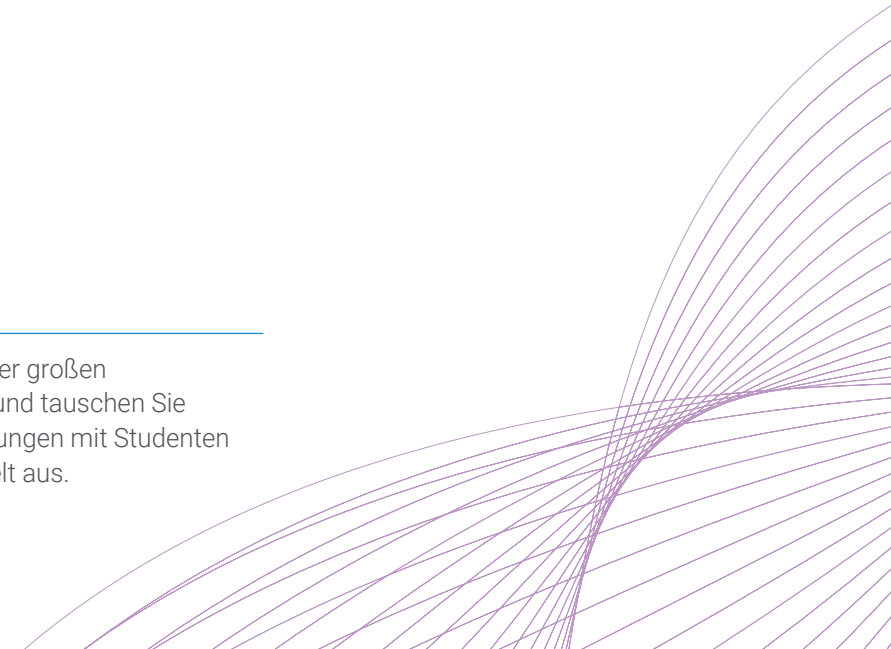 er großen
und tauschen Sie
ungen mit Studenten
lt aus.